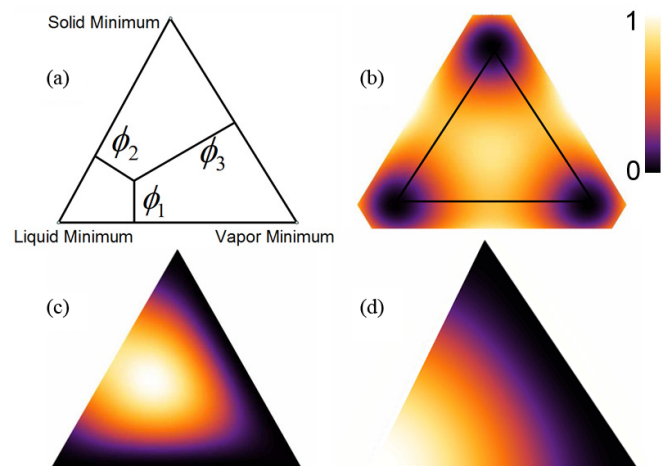 Solid Minimum
(a)
ϕ₂
ϕ₃
ϕ₁
Liquid Minimum
Vapor Minimum
(b)
1
0
(c)
(d)